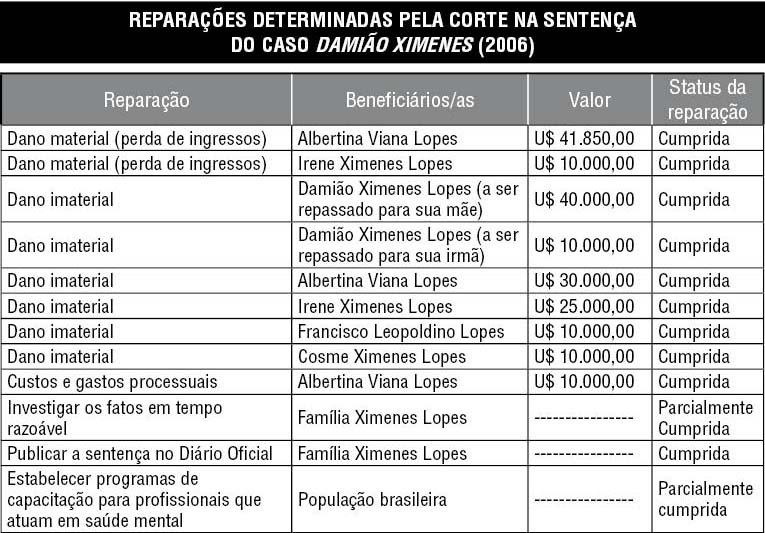 REPARAÇÕES DETERMINADAS PELA CORTE NA SENTENÇA
DO CASO DAMIÃO XIMENES (2006)
Reparação Beneficiários/as Valor Status da
reparação
Dano material (perda de ingressos) Albertina Viana Lopes U$ 41.850,00 Cumprida
Dano material (perda de ingressos) Irene Ximenes Lopes U$ 10.000,00 Cumprida
Dano imaterial Damião Ximenes Lopes (a ser
repassado para sua mãe) U$ 40.000,00 Cumprida
Dano imaterial Damião Ximenes Lopes (a ser
repassado para sua irmã) U$ 10.000,00 Cumprida
Dano imaterial Albertina Viana Lopes U$ 30.000,00 Cumprida
Dano imaterial Irene Ximenes Lopes U$ 25.000,00 Cumprida
Dano imaterial Francisco Leopoldino Lopes U$ 10.000,00 Cumprida
Dano imaterial Cosme Ximenes Lopes U$ 10.000,00 Cumprida
Custos e gastos processuais Albertina Viana Lopes U$ 10.000,00 Cumprida
Investigar os fatos em tempo
razoável Família Ximenes Lopes ---------------- Parcialmente
Cumprida
Publicar a sentença no Diário Oficial Família Ximenes Lopes ---------------- Cumprida
Estabelecer programas de
capacitação para profissionais que
atuam em saúde mental População brasileira ---------------- Parcialmente
cumprida